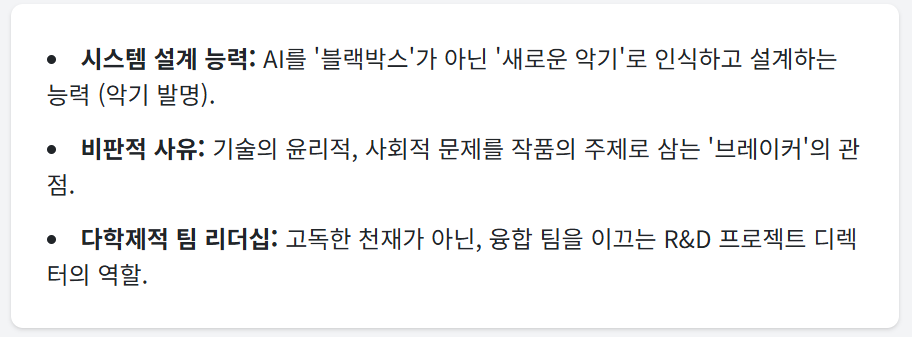 • 시스템 설계 능력: AI를 '블랙박스'가 아닌 '새로운 악기'로 인식하고 설계하는
능력 (악기 발명).
• 비판적 사유: 기술의 윤리적, 사회적 문제를 작품의 주제로 삼는 '브레이커'의 관
점.
• 다학제적 팀 리더십: 고독한 천재가 아닌, 융합 팀을 이끄는 R&D 프로젝트 디렉
터의 역할.